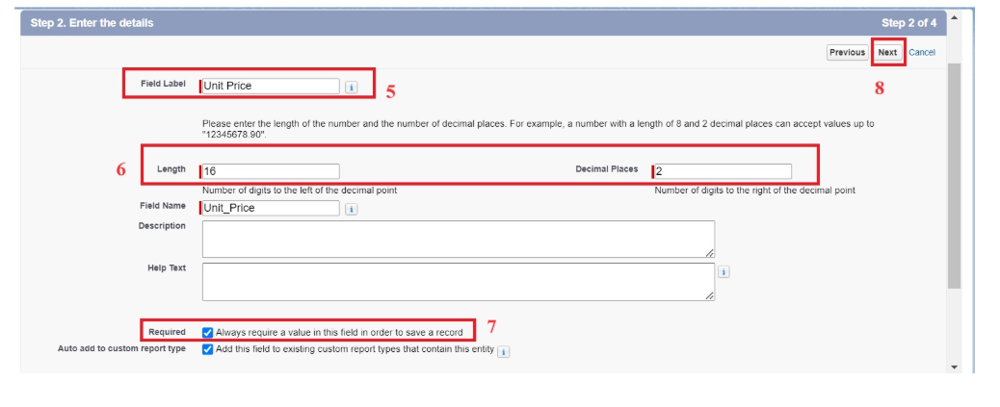 Step 2. Enter the details Step 2 of 4
Previous Next Cancel
8
Field Label Unit Price i
5
Please enter the length of the number and the number of decimal places. For example, a number with a length of 8 and 2 decimal places can accept values up to
"12345678.90".
6 Length 16 Decimal Places 2
Number of digits to the left of the decimal point Number of digits to the right of the decimal point
Field Name Unit_Price i
Description
Help Text i
Required Always require a value in this field in order to save a record 7
Auto add to custom report type Add this field to existing custom report types that contain this entity i